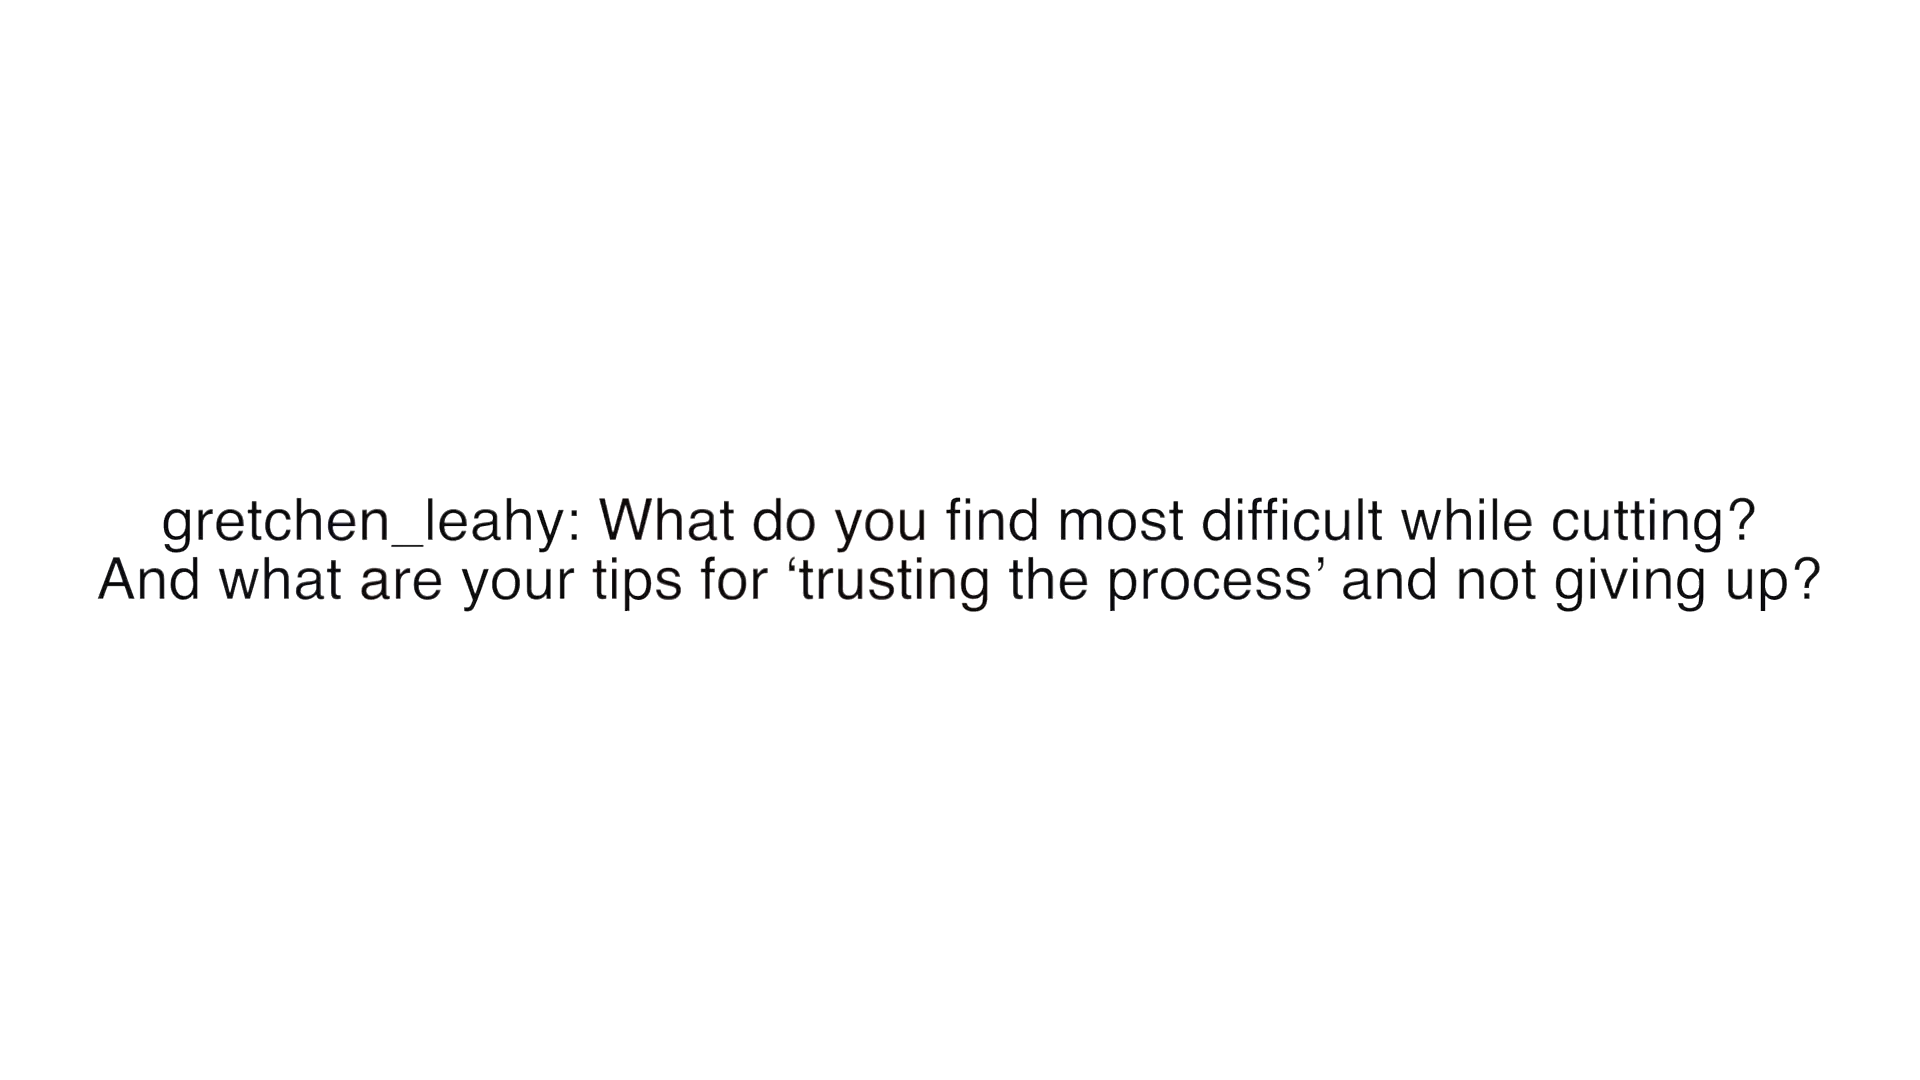 gretchen_leahy: What do you find most difficult while cutting?
And what are your tips for ‘trusting the process’ and not giving up?